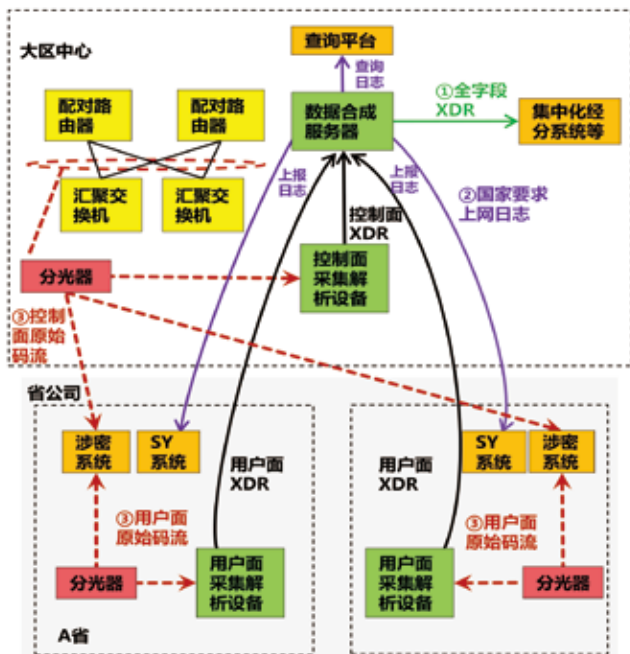 大区中心
查询平台
查询
日志
配对路
由器
配对路
由器
数据合成
服务器
①全字段
XDR
集中化经
分系统等
汇聚交
换机
汇聚交
换机
上报
日志
上报
日志
控制面
XDR
②国家要求
上网日志
分光器
控制面
采集解
析设备
③控制
面原始
码流
省公司
涉密
系统
SY
系统
用户面
XDR
③用户面
原始码流
分光器
用户面
采集解
析设备
A省
用户面
XDR
SY
系统
涉密
系统
③用户面
原始码流
用户面
采集解
析设备
分光器